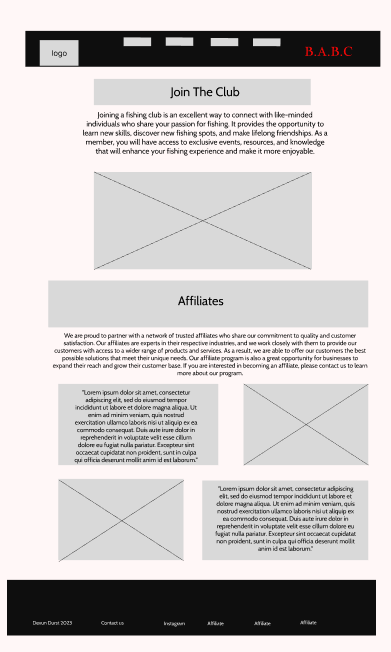 logo
B.A.B.C
Join The Club
Joining a fishing club is an excellent way to connect with like-minded
individuals who share your passion for fishing. It provides the opportunity to
learn new skills, discover new fishing spots, and make lifelong friendships. As a
member, you will have access to exclusive events, resources, and knowledge
that will enhance your fishing experience and make it more enjoyable.
Affiliates
We are proud to partner with a network of trusted affiliates who share our commitment to quality and customer
satisfaction. Our affiliates are experts in their respective industries, and we work closely with them to provide our
customers with access to a wider range of products and services. As a result, we are able to offer our customers the best
possible solutions that meet their unique needs. Our affiliate program is also a great opportunity for businesses to
expand their reach and grow their customer base. If you are interested in becoming an affiliate, please contact us to learn
more about our program.
"Lorem ipsum dolor sit amet, consectetur
adipiscing elit, sed do eiusmod tempor
incididunt ut labore et dolore magna aliqua. Ut
enim ad minim veniam, quis nostrud
exercitation ullamco laboris nisi ut aliquip ex ea
commodo consequat. Duis aute irure dolor in
reprehenderit in voluptate velit esse cillum
dolore eu fugiat nulla pariatur. Excepteur sint
occaecat cupidatat non proident, sunt in culpa
qui officia deserunt mollit anim id est laborum."
"Lorem ipsum dolor sit amet, consectetur adipiscing
elit, sed do eiusmod tempor incididunt ut labore et
dolore magna aliqua. Ut enim ad minim veniam, quis
nostrud exercitation ullamco laboris nisi ut aliquip ex
ea commodo consequat. Duis aute irure dolor in
reprehenderit in voluptate velit esse cillum dolore eu
fugiat nulla pariatur. Excepteur sint occaecat cupidatat
non proident, sunt in culpa qui officia deserunt mollit
anim id est laborum."
Dexun Durst 2023
Contact us
Instagram
Affiliate
Affiliate
Affiliate